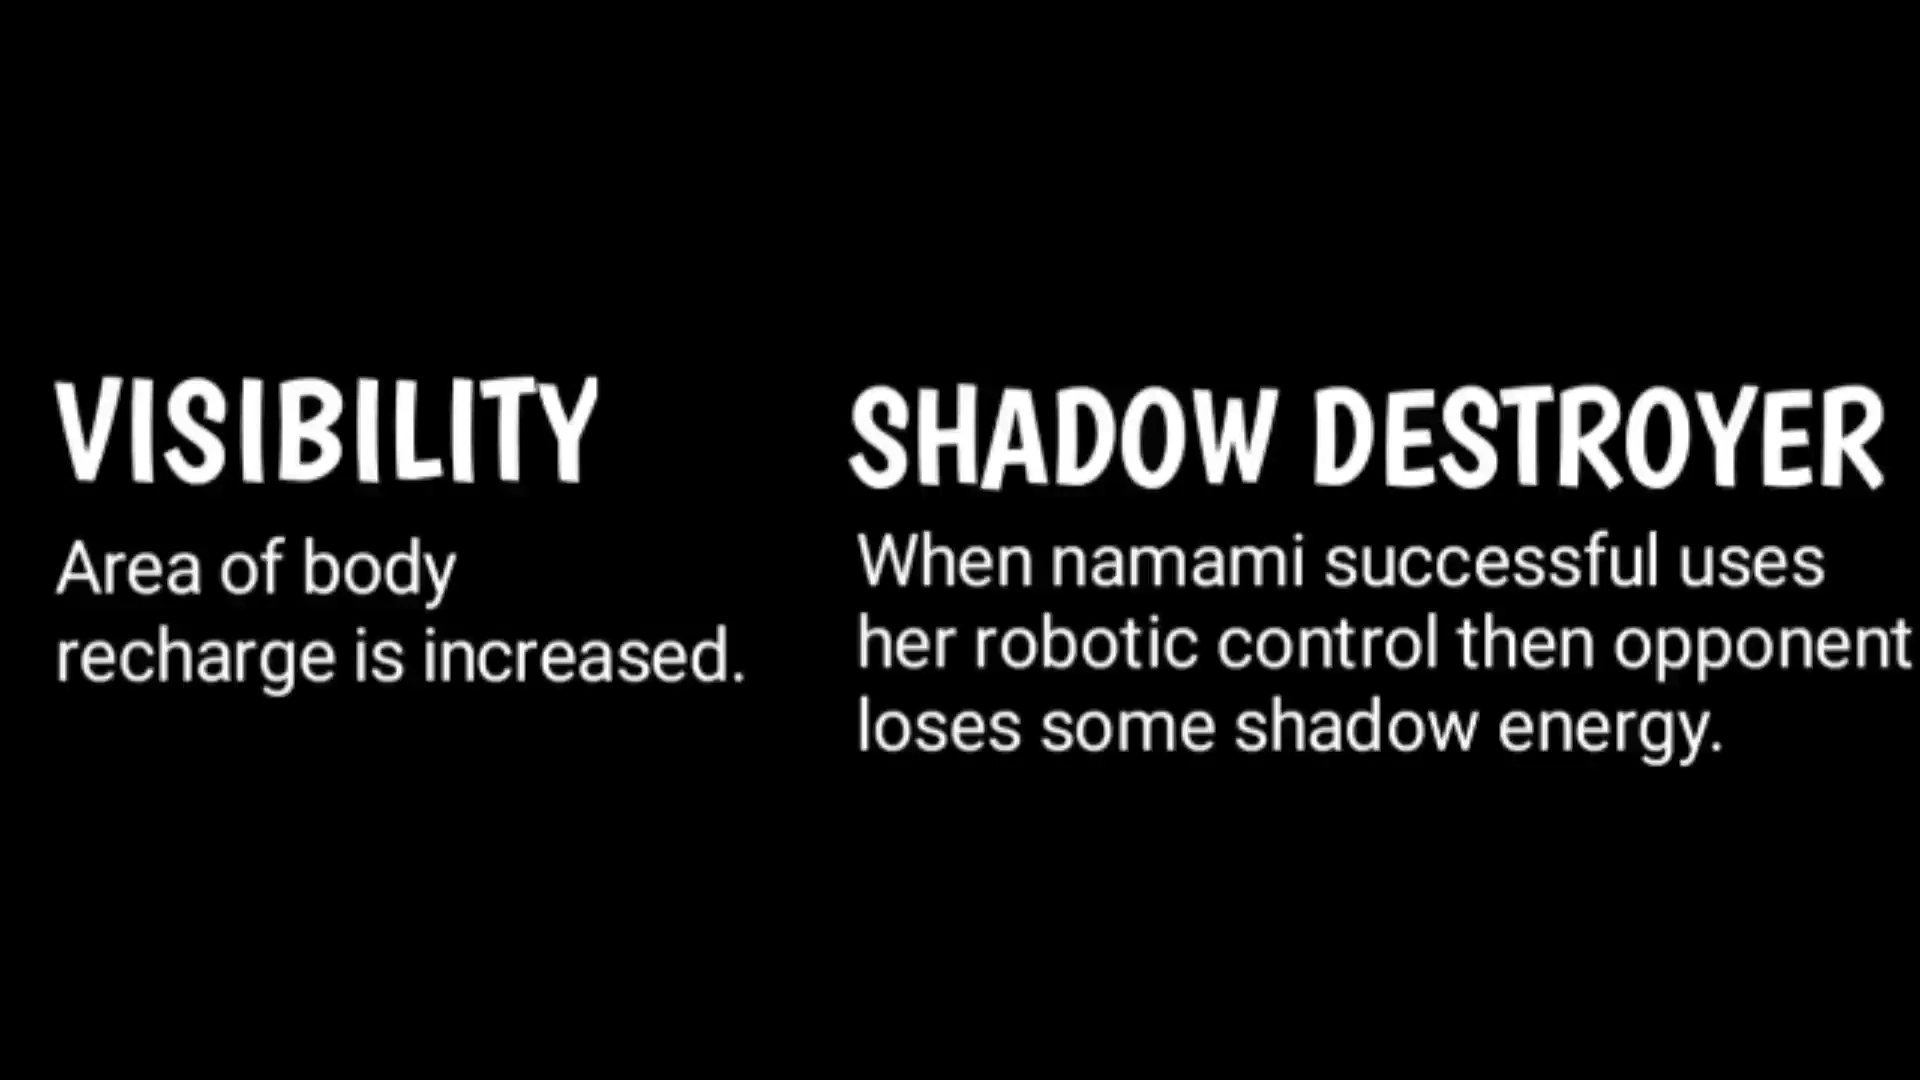 VISIBILITY
Area of body
recharge is increased.
SHADOW DESTROYER
When namami successful uses
her robotic control then opponent
loses some shadow energy.